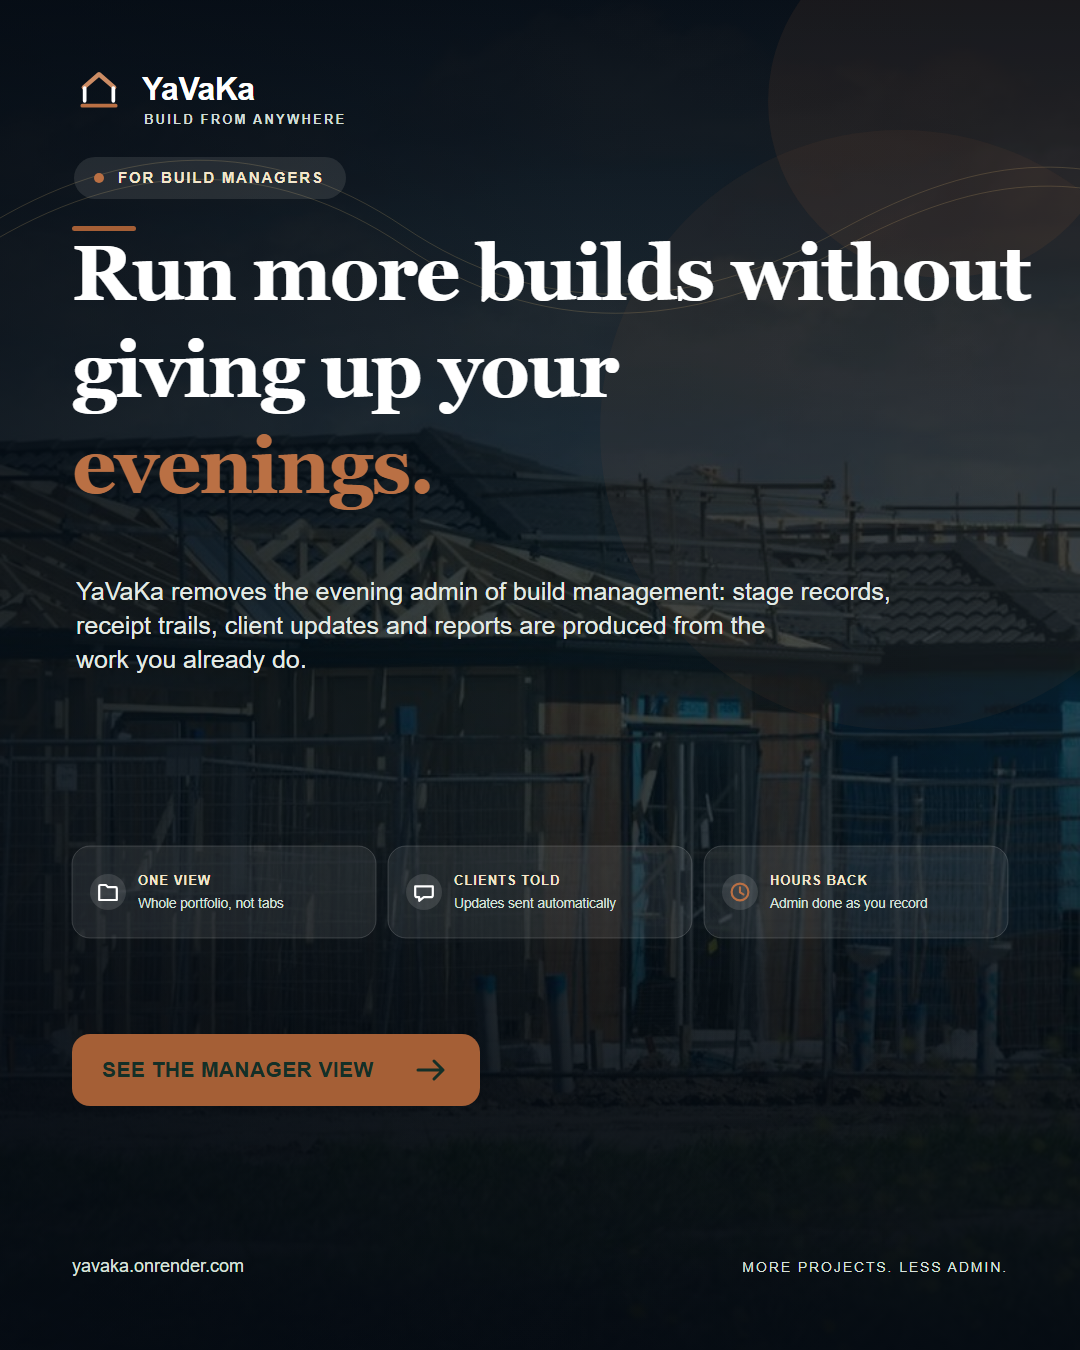 YaVaKa
BUILD FROM ANYWHERE
FOR BUILD MANAGERS
Run more builds without
giving up your
evenings.
YaVaKa removes the evening admin of build management: stage records,
receipt trails, client updates and reports are produced from the
work you already do.
ONE VIEW
Whole portfolio, not tabs
CLIENTS TOLD
Updates sent automatically
HOURS BACK
Admin done as you record
SEE THE MANAGER VIEW
yavaka.onrender.com
MORE PROJECTS. LESS ADMIN.